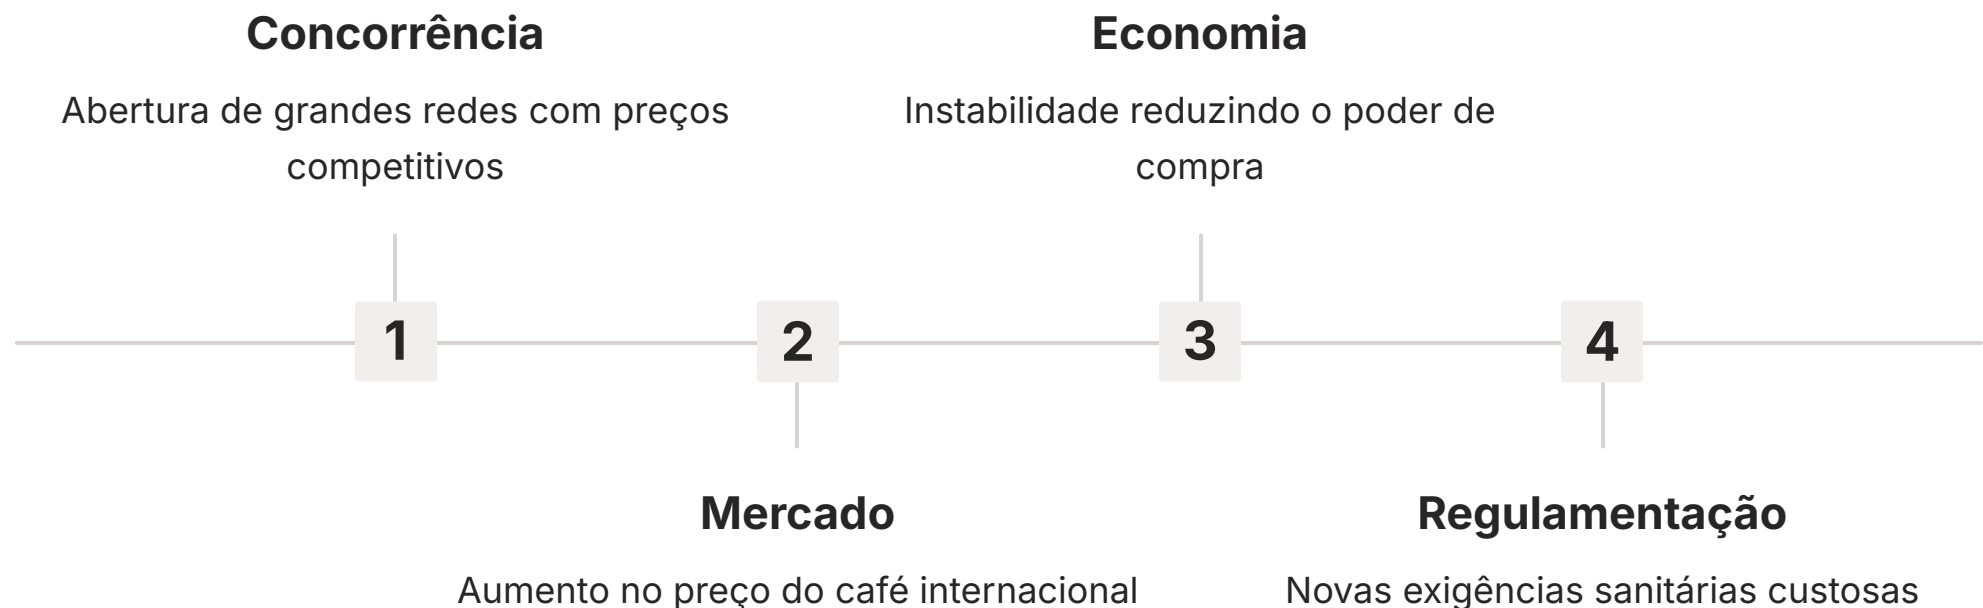 Concorrência
Abertura de grandes redes com preços
competitivos
Economia
Instabilidade reduzindo o poder de
compra
1
2
3
4
Mercado
Aumento no preço do café internacional
Regulamentação
Novas exigências sanitárias custosas